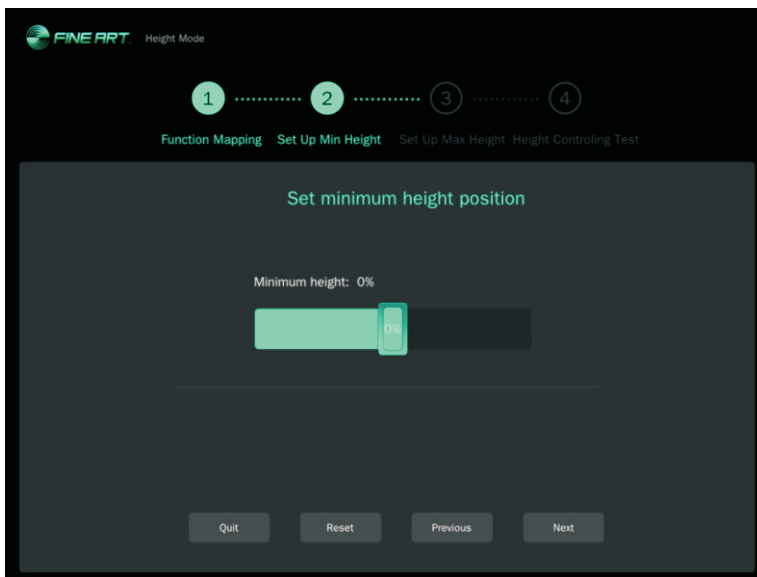 FINE ART. Height Mode
1 2 3 4
Function Mapping Set Up Min Height Set Up Max Height Height Controling Test
Set minimum height position
Minimum height: 0%
0%
Quit Reset Previous Next